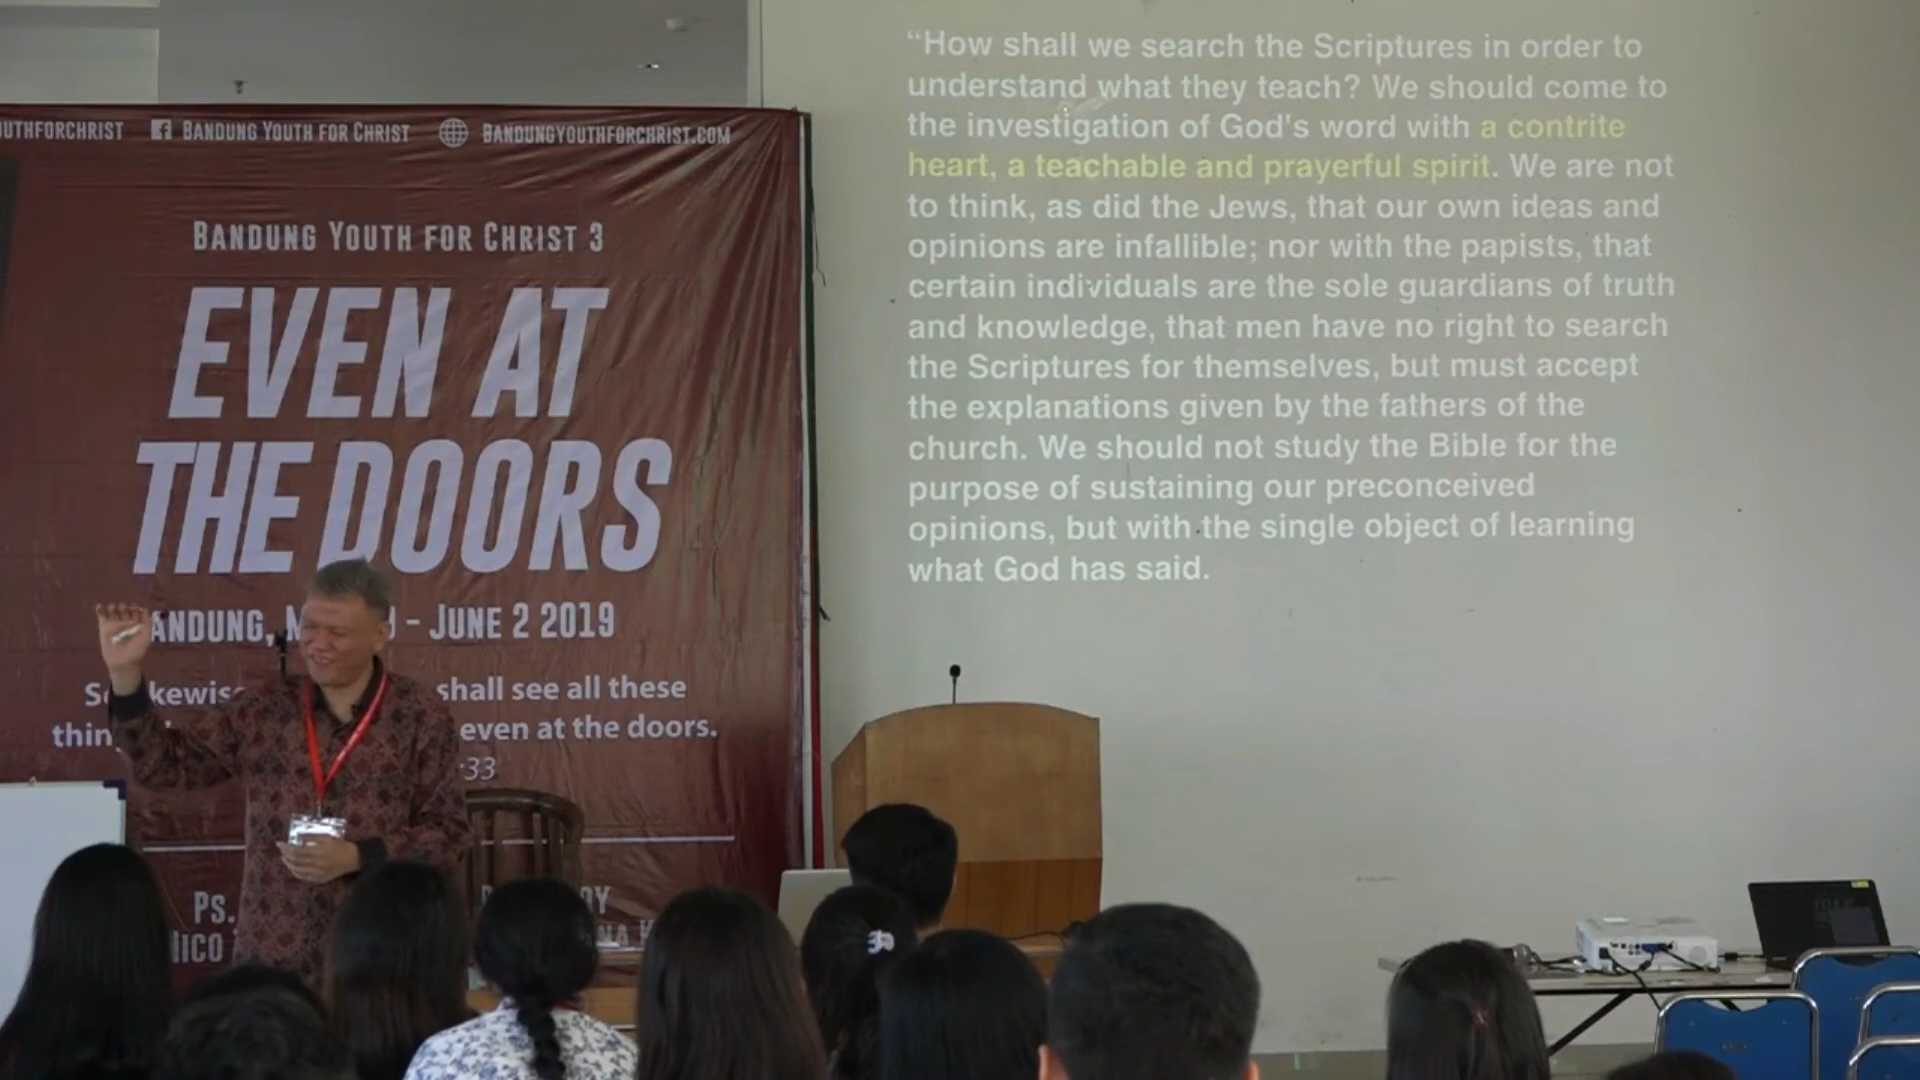 OUTHFORCHRIST BANDUNG YOUTH FOR CHRIST BANDUNGYOUTHFORCHRIST.COM
BANDUNG YOUTH FOR CHRIST 3
EVEN AT
THE DOORS
ANDUNG, M - JUNE 2 2019
shall see all these
even at the doors.
:33
Ps.
NICO
“How shall we search the Scriptures in order to
understand what they teach? We should come to
the investigation of God's word with a contrite
heart, a teachable and prayerful spirit. We are not
to think, as did the Jews, that our own ideas and
opinions are infallible; nor with the papists, that
certain individuals are the sole guardians of truth
and knowledge, that men have no right to search
the Scriptures for themselves, but must accept
the explanations given by the fathers of the
church. We should not study the Bible for the
purpose of sustaining our preconceived
opinions, but with the single object of learning
what God has said.